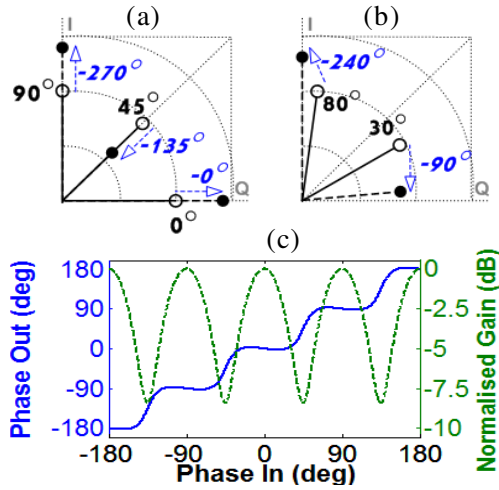 (a) (b)
I I
-270° -240°
90° 45° 80° 30°
-135° -90°
-0°
0° Q Q
(c)
Phase Out (deg)
180
90
0
-90
-180
0
-2.5
-5
-7.5
-10
Normalised Gain (dB)
-180 -90 0 90 180
Phase In (deg)